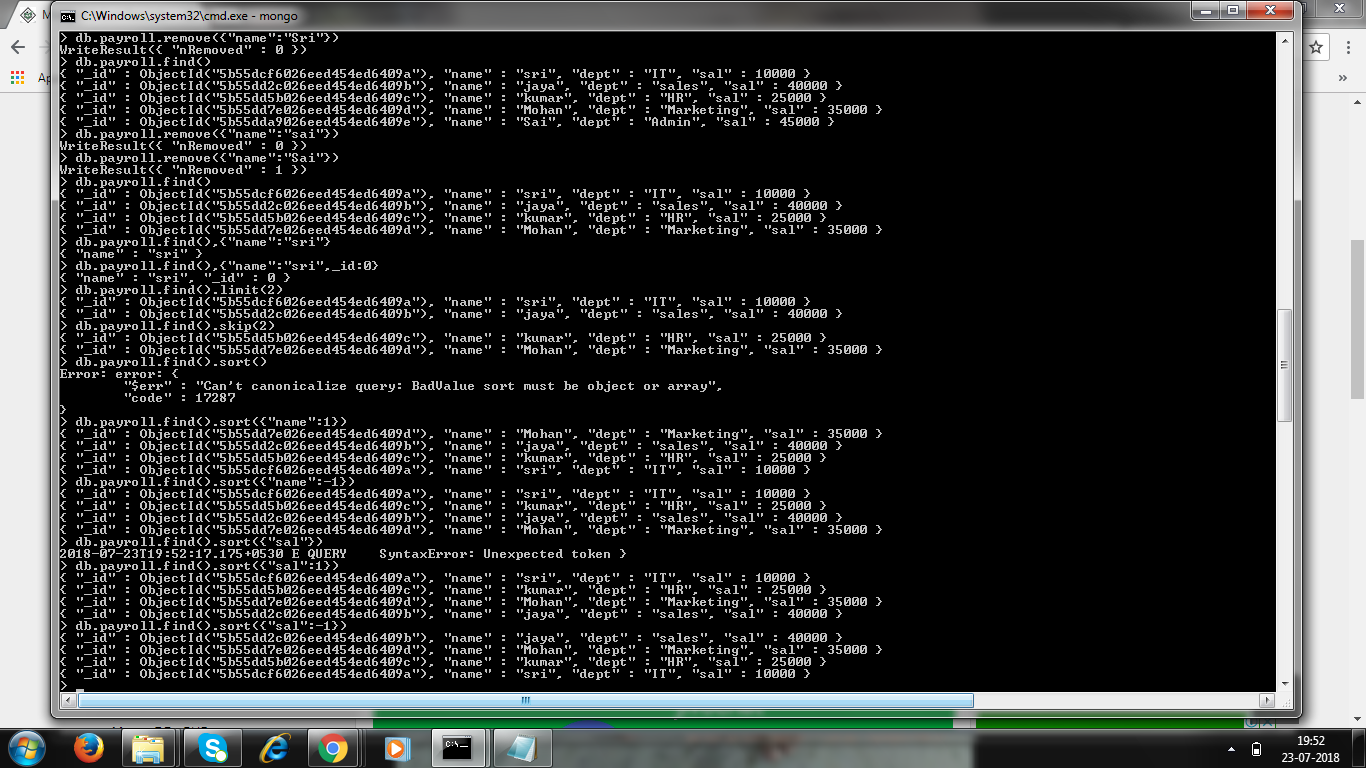 C:\Windows\system32\cmd.exe - mongo
> db.payroll.remove({"name":"Sri"})
WriteResult({ "nRemoved" : 0 })
> db.payroll.find()
{ "_id" : ObjectId("5b55dcf6026eed454ed6409a"), "name" : "sri", "dept" : "IT", "sal" : 10000 }
{ "_id" : ObjectId("5b55dd2c026eed454ed6409b"), "name" : "jaya", "dept" : "sales", "sal" : 40000 }
{ "_id" : ObjectId("5b55dd5b026eed454ed6409c"), "name" : "kumar", "dept" : "HR", "sal" : 25000 }
{ "_id" : ObjectId("5b55dd7e026eed454ed6409d"), "name" : "Mohan", "dept" : "Marketing", "sal" : 35000 }
{ "_id" : ObjectId("5b55dda9026eed454ed6409e"), "name" : "Sai", "dept" : "Admin", "sal" : 45000 }
> db.payroll.remove({"name":"sai"})
WriteResult({ "nRemoved" : 0 })
> db.payroll.remove({"name":"Sai"})
WriteResult({ "nRemoved" : 1 })
> db.payroll.find()
{ "_id" : ObjectId("5b55dcf6026eed454ed6409a"), "name" : "sri", "dept" : "IT", "sal" : 10000 }
{ "_id" : ObjectId("5b55dd2c026eed454ed6409b"), "name" : "jaya", "dept" : "sales", "sal" : 40000 }
{ "_id" : ObjectId("5b55dd5b026eed454ed6409c"), "name" : "kumar", "dept" : "HR", "sal" : 25000 }
{ "_id" : ObjectId("5b55dd7e026eed454ed6409d"), "name" : "Mohan", "dept" : "Marketing", "sal" : 35000 }
> db.payroll.find(),{"name":"sri"}
{ "name" : "sri" }
> db.payroll.find(),{"name":"sri",_id:0}
{ "name" : "sri", "_id" : 0 }
> db.payroll.find().limit(2)
{ "_id" : ObjectId("5b55dcf6026eed454ed6409a"), "name" : "sri", "dept" : "IT", "sal" : 10000 }
{ "_id" : ObjectId("5b55dd2c026eed454ed6409b"), "name" : "jaya", "dept" : "sales", "sal" : 40000 }
> db.payroll.find().skip(2)
{ "_id" : ObjectId("5b55dd5b026eed454ed6409c"), "name" : "kumar", "dept" : "HR", "sal" : 25000 }
{ "_id" : ObjectId("5b55dd7e026eed454ed6409d"), "name" : "Mohan", "dept" : "Marketing", "sal" : 35000 }
> db.payroll.find().sort()
Error: error: {
"$err" : "Can't canonicalize query: BadValue sort must be object or array",
"code" : 17287
}
> db.payroll.find().sort({"name":1})
{ "_id" : ObjectId("5b55dd7e026eed454ed6409d"), "name" : "Mohan", "dept" : "Marketing", "sal" : 35000 }
{ "_id" : ObjectId("5b55dd2c026eed454ed6409b"), "name" : "jaya", "dept" : "sales", "sal" : 40000 }
{ "_id" : ObjectId("5b55dd5b026eed454ed6409c"), "name" : "kumar", "dept" : "HR", "sal" : 25000 }
{ "_id" : ObjectId("5b55dcf6026eed454ed6409a"), "name" : "sri", "dept" : "IT", "sal" : 10000 }
> db.payroll.find().sort({"name":-1})
{ "_id" : ObjectId("5b55dcf6026eed454ed6409a"), "name" : "sri", "dept" : "IT", "sal" : 10000 }
{ "_id" : ObjectId("5b55dd5b026eed454ed6409c"), "name" : "kumar", "dept" : "HR", "sal" : 25000 }
{ "_id" : ObjectId("5b55dd2c026eed454ed6409b"), "name" : "jaya", "dept" : "sales", "sal" : 40000 }
{ "_id" : ObjectId("5b55dd7e026eed454ed6409d"), "name" : "Mohan", "dept" : "Marketing", "sal" : 35000 }
> db.payroll.find().sort({"sal"})
2018-07-23T19:52:17.175+0530 E QUERY    SyntaxError: Unexpected token }
> db.payroll.find().sort({"sal":1})
{ "_id" : ObjectId("5b55dcf6026eed454ed6409a"), "name" : "sri", "dept" : "IT", "sal" : 10000 }
{ "_id" : ObjectId("5b55dd5b026eed454ed6409c"), "name" : "kumar", "dept" : "HR", "sal" : 25000 }
{ "_id" : ObjectId("5b55dd7e026eed454ed6409d"), "name" : "Mohan", "dept" : "Marketing", "sal" : 35000 }
{ "_id" : ObjectId("5b55dd2c026eed454ed6409b"), "name" : "jaya", "dept" : "sales", "sal" : 40000 }
> db.payroll.find().sort({"sal":-1})
{ "_id" : ObjectId("5b55dd2c026eed454ed6409b"), "name" : "jaya", "dept" : "sales", "sal" : 40000 }
{ "_id" : ObjectId("5b55dd7e026eed454ed6409d"), "name" : "Mohan", "dept" : "Marketing", "sal" : 35000 }
{ "_id" : ObjectId("5b55dd5b026eed454ed6409c"), "name" : "kumar", "dept" : "HR", "sal" : 25000 }
{ "_id" : ObjectId("5b55dcf6026eed454ed6409a"), "name" : "sri", "dept" : "IT", "sal" : 10000 }
>
19:52
23-07-2018